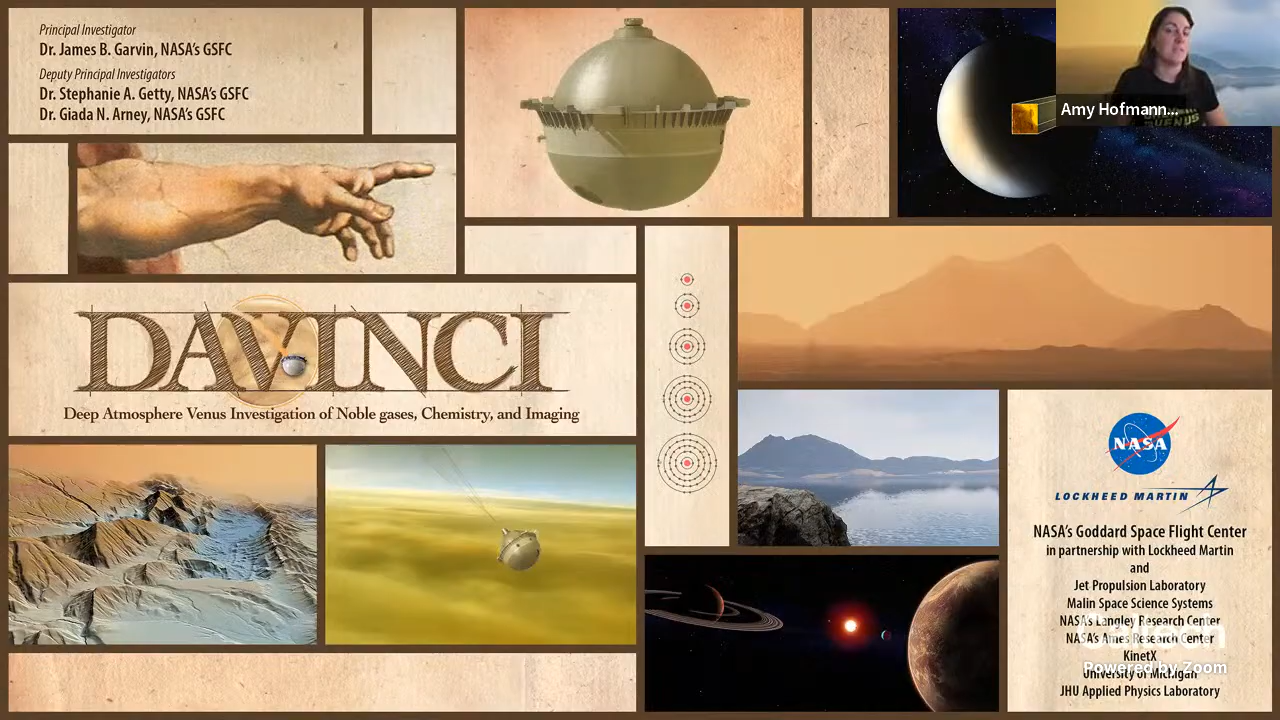 Principal Investigator
Dr. James B. Garvin, NASA's GSFC
Deputy Principal Investigators
Dr. Stephanie A. Getty, NASA's GSFC
Dr. Giada N. Arney, NASA's GSFC
Amy Hofmann...
DAVINCI
Deep Atmosphere Venus Investigation of Noble gases, Chemistry, and Imaging
NASA
LOCKHEED MARTIN
NASA's Goddard Space Flight Center
in partnership with Lockheed Martin
and
Jet Propulsion Laboratory
Malin Space Science Systems
NASA's Langley Research Center
NASA's Ames Research Center
KinetX
Powered by Zoom
University of Michigan
JHU Applied Physics Laboratory